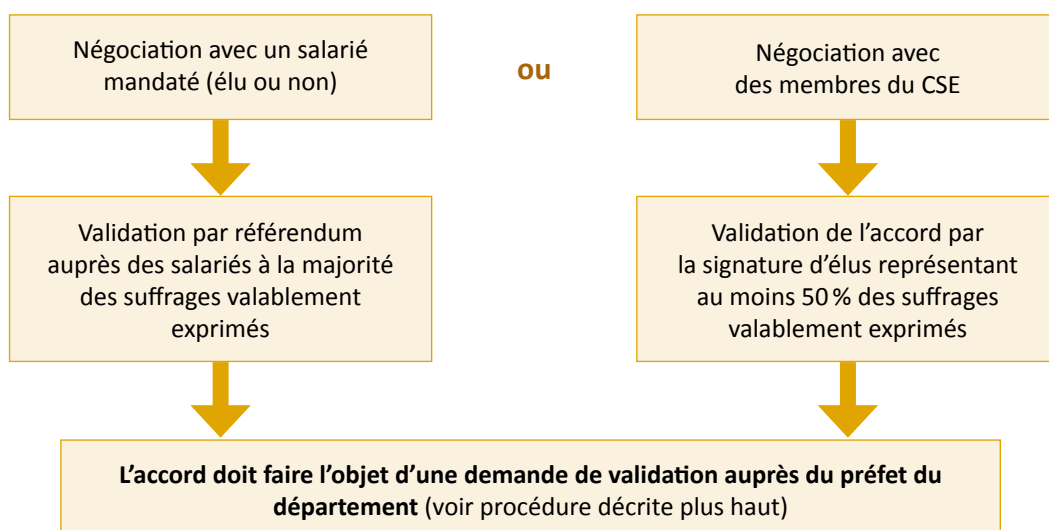 Négociation avec un salarié
mandaté (élu ou non)
ou
Négociation avec
des membres du CSE
Validation par référendum
auprès des salariés à la majorité
des suffrages valablement
exprimés
Validation de l’accord par
la signature d’élus représentant
au moins 50 % des suffrages
valablement exprimés
L’accord doit faire l’objet d’une demande de validation auprès du préfet du
département (voir procédure décrite plus haut)